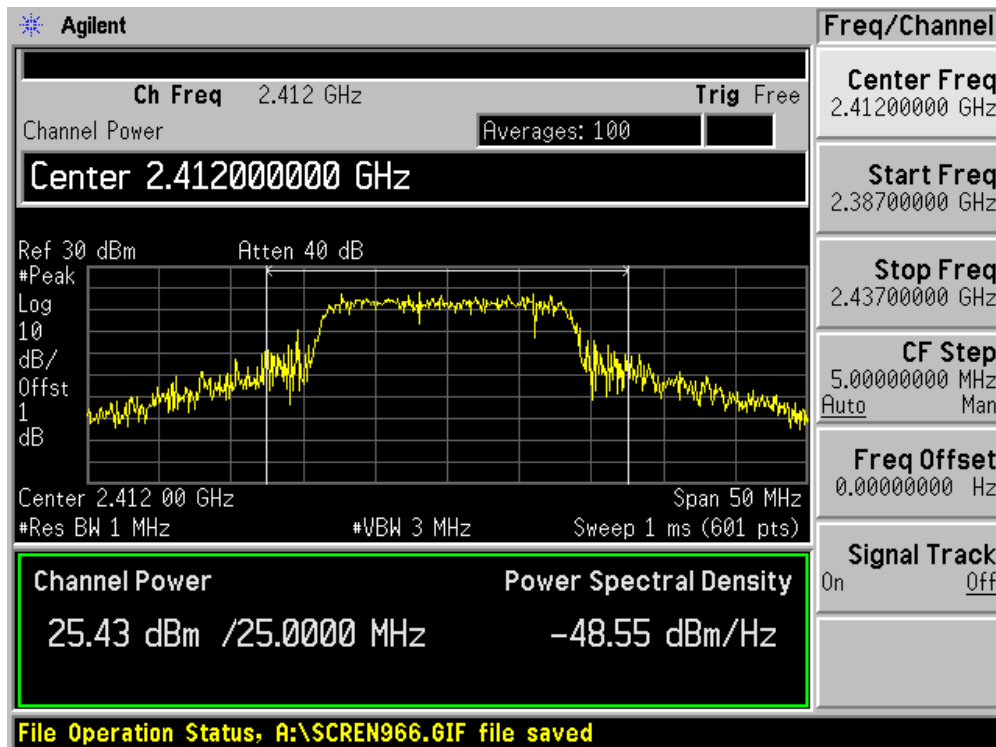 Agilent
Freq/Channel
Ch Freq 2.412 GHz Trig Free
Channel Power Averages: 100
Center 2.412000000 GHz
Ref 30 dBm Atten 40 dB
#Peak
Log
10
dB/
Offst
1
dB
Center 2.412 00 GHz Span 50 MHz
#Res BW 1 MHz #VBW 3 MHz Sweep 1 ms (601 pts)
Channel Power Power Spectral Density
25.43 dBm /25.0000 MHz -48.55 dBm/Hz
File Operation Status, A:\SCREN966.GIF file saved
Center Freq
2.41200000 GHz
Start Freq
2.38700000 GHz
Stop Freq
2.43700000 GHz
CF Step
5.00000000 MHz
Auto Man
Freq Offset
0.00000000 Hz
Signal Track
On Off